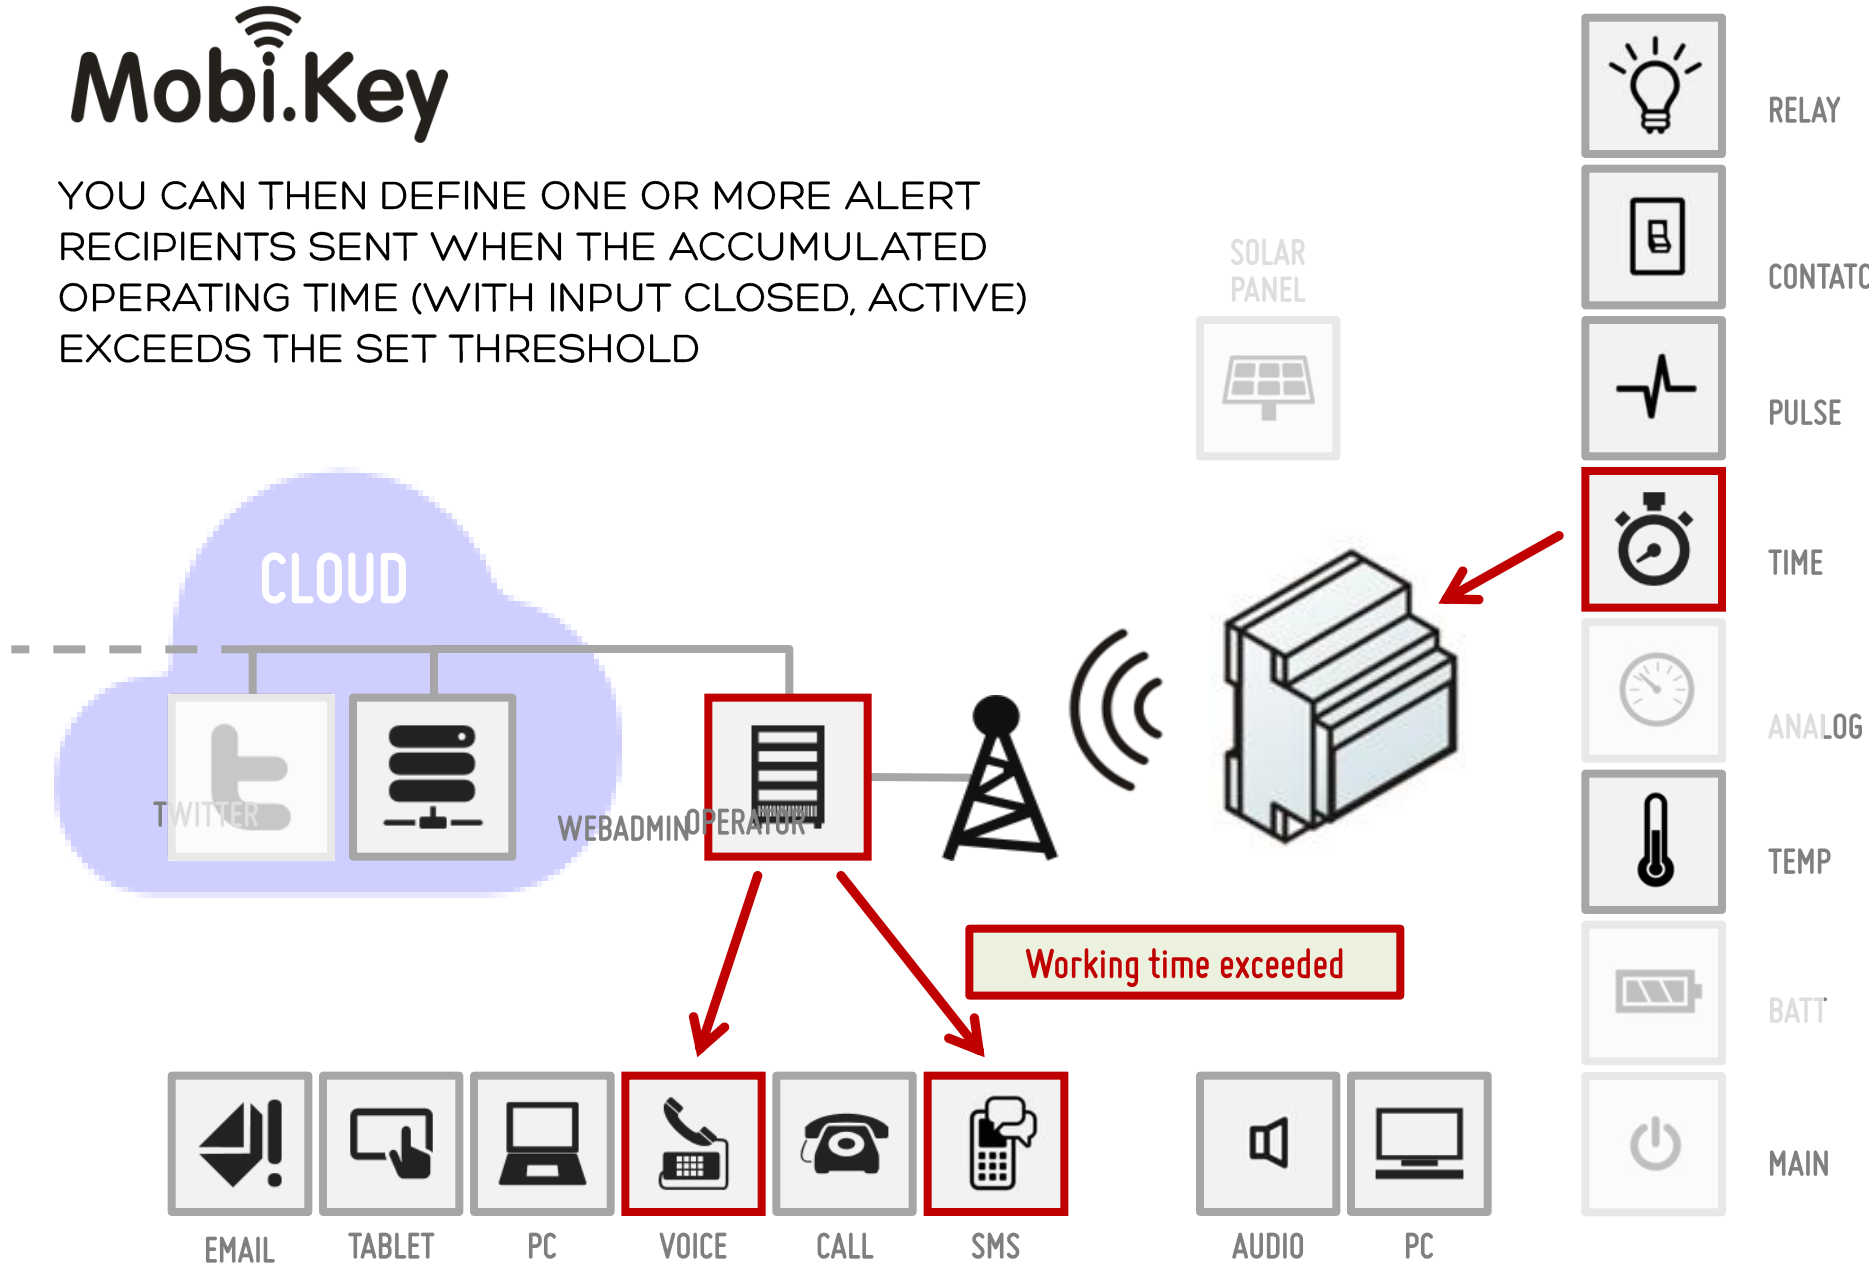 Mobi.Key
YOU CAN THEN DEFINE ONE OR MORE ALERT
RECIPIENTS SENT WHEN THE ACCUMULATED
OPERATING TIME (WITH INPUT CLOSED, ACTIVE)
EXCEEDS THE SET THRESHOLD
RELAY
CONTATC
SOLAR
PANEL
PULSE
CLOUD
TIME
ANALOG
TWITTER
WEBADMIN
OPERATOR
TEMP
Working time exceeded
BATT
MAIN
EMAIL
TABLET
PC
VOICE
CALL
SMS
AUDIO
PC